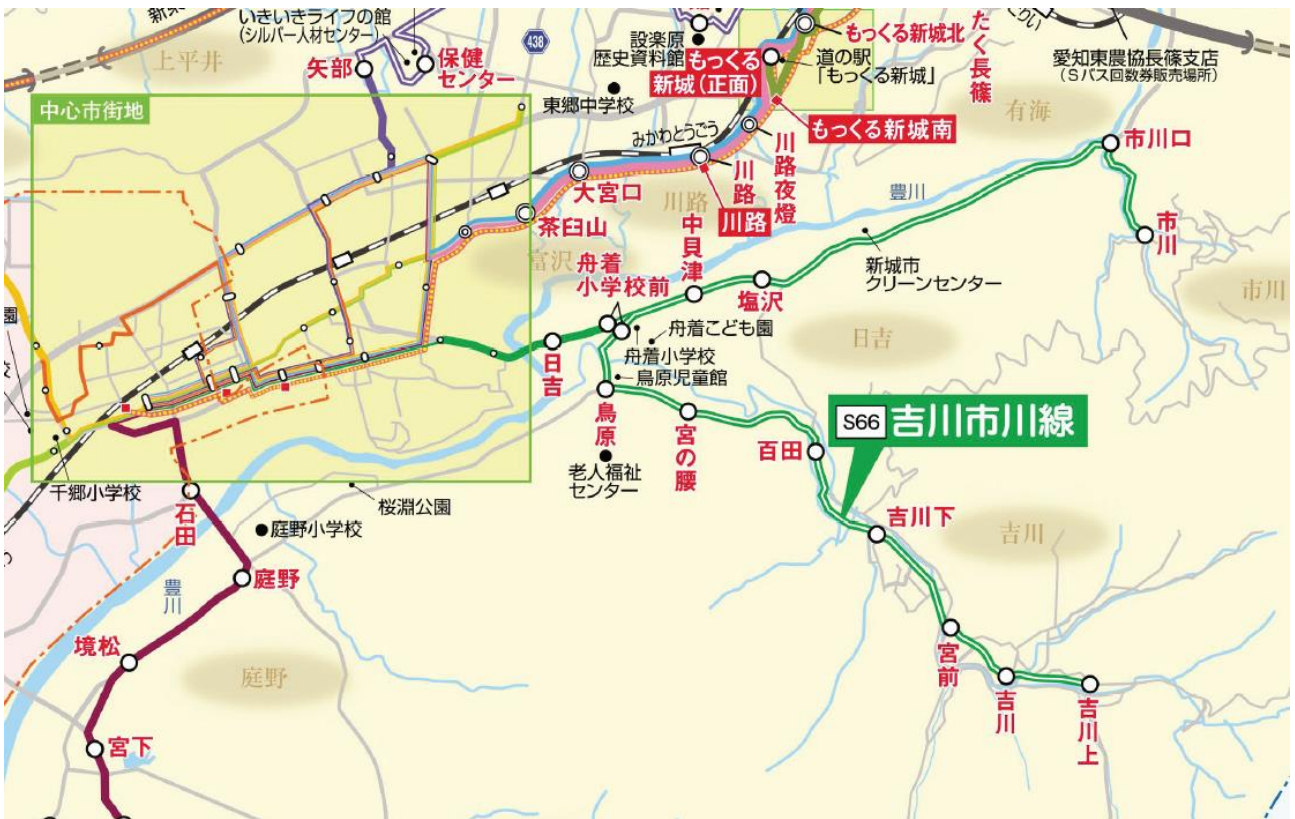 いきいきライフの館
(シルバー人材センター)
上平井
矢部
保健
センター
438
設楽原
歴史資料館
もっくる
新城(正面)
東郷中学校
もっくる新城北
道の駅
「もっくる新城」
もっくる新城南
たく長篠
愛知東農協長篠支店
(Sバス回数券販売場所)
有海
市川口
市川
市川
中心市街地
みかわとうごう
大宮口
茶臼山
川路
川路
川路
川路夜燈
豊川
富沢
舟着
小学校前
中貝津
塩沢
新城市
クリーンセンター
日吉
日吉
舟着こども園
舟着小学校
鳥原児童館
鳥原
老人福祉
センター
宮の腰
百田
S66 吉川市川線
吉川下
吉川
宮前
吉川
吉川上
園
千郷小学校
石田
桜淵公園
庭野小学校
豊川
庭野
境松
庭野
宮下